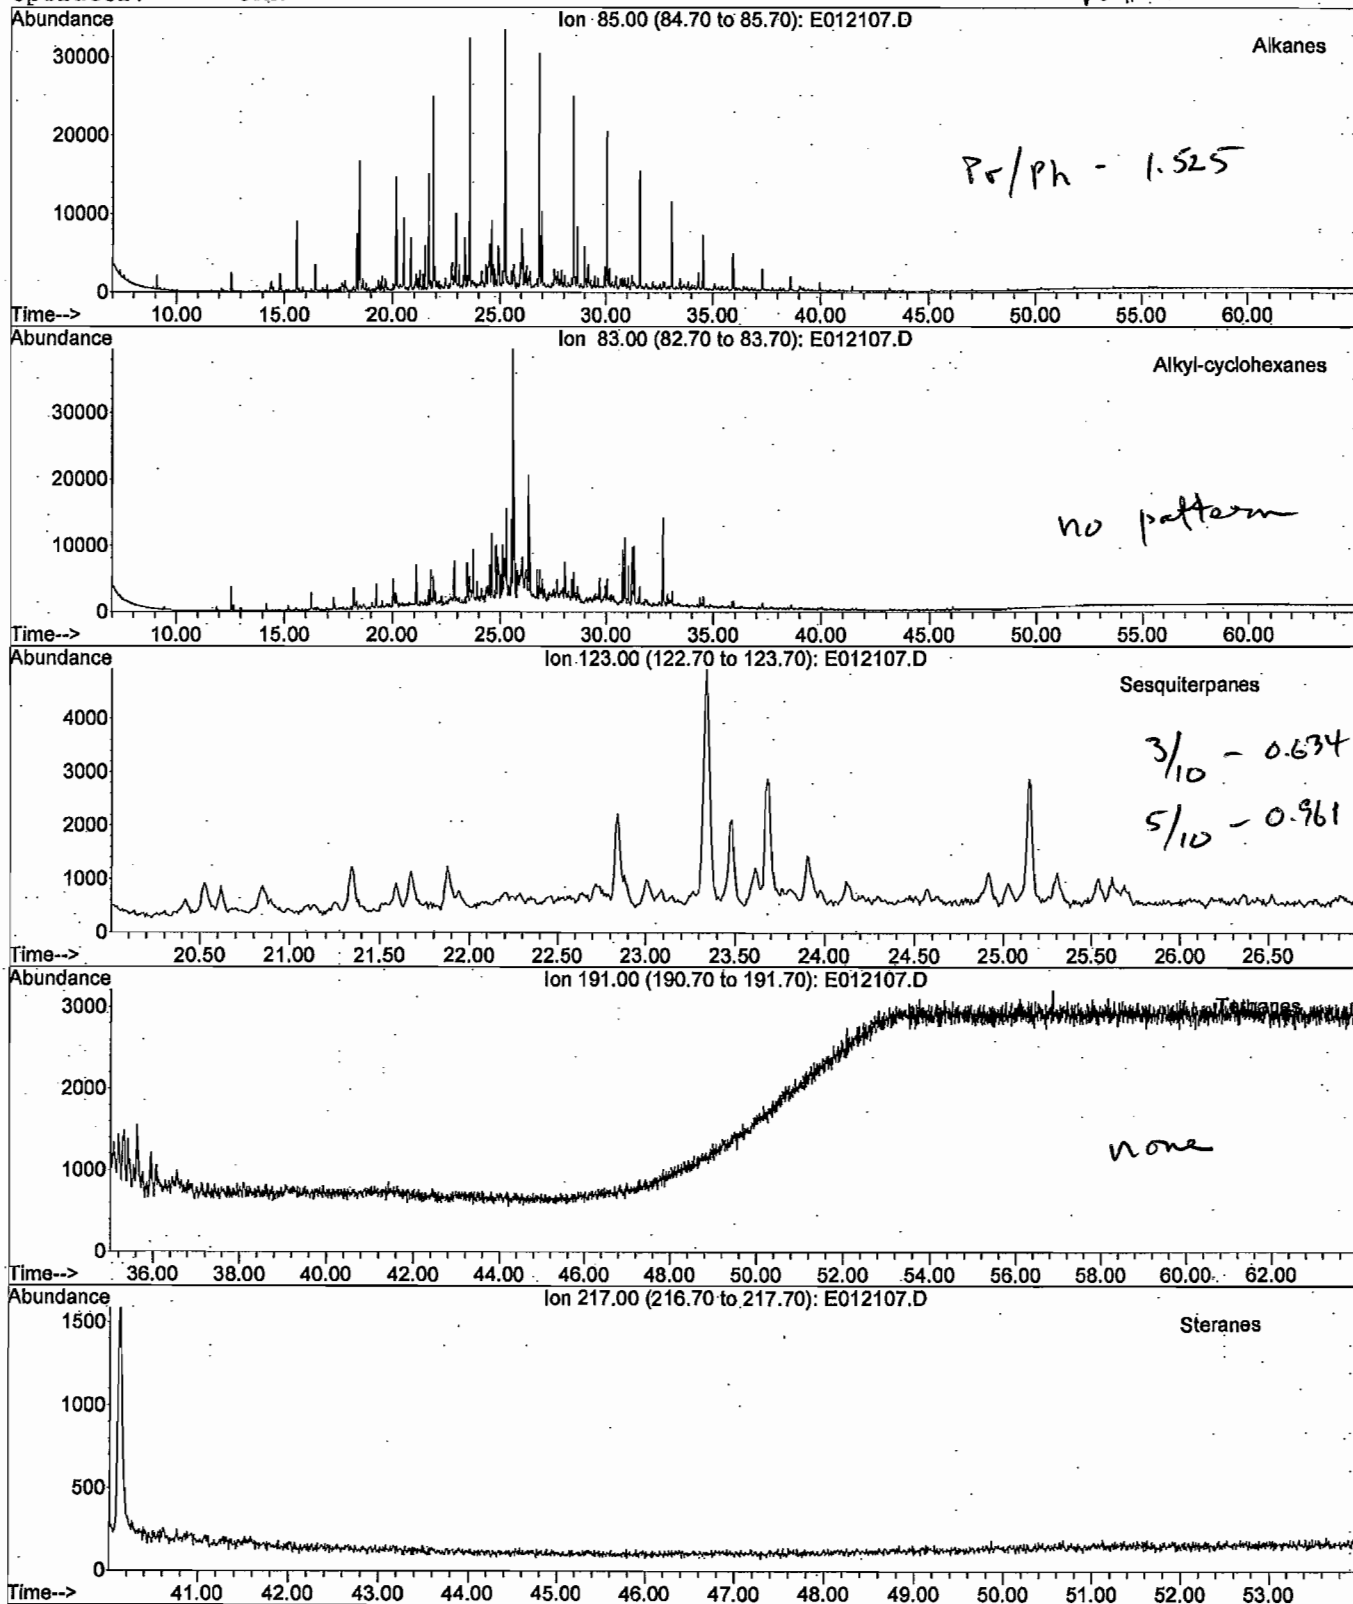 Abundance
Ion 85.00 (84.70 to 85.70): E012107.D
Alkanes
30000
20000
10000
0
Pr/Ph - 1.525
Time--> 10.00 15.00 20.00 25.00 30.00 35.00 40.00 45.00 50.00 55.00 60.00
Abundance
Ion 83.00 (82.70 to 83.70): E012107.D
Alkyl-cyclohexanes
30000
20000
10000
0
no pattern
Time--> 10.00 15.00 20.00 25.00 30.00 35.00 40.00 45.00 50.00 55.00 60.00
Abundance
Ion 123.00 (122.70 to 123.70): E012107.D
Sesquiterpanes
4000
3000
2000
1000
0
3/10 - 0.634
5/10 - 0.961
Time--> 20.50 21.00 21.50 22.00 22.50 23.00 23.50 24.00 24.50 25.00 25.50 26.00 26.50
Abundance
Ion 191.00 (190.70 to 191.70): E012107.D
3000
2000
1000
0
none
Time--> 36.00 38.00 40.00 42.00 44.00 46.00 48.00 50.00 52.00 54.00 56.00 58.00 60.00 62.00
Abundance
Ion 217.00 (216.70 to 217.70): E012107.D
Steranes
1500
1000
500
0
Time--> 41.00 42.00 43.00 44.00 45.00 46.00 47.00 48.00 49.00 50.00 51.00 52.00 53.00